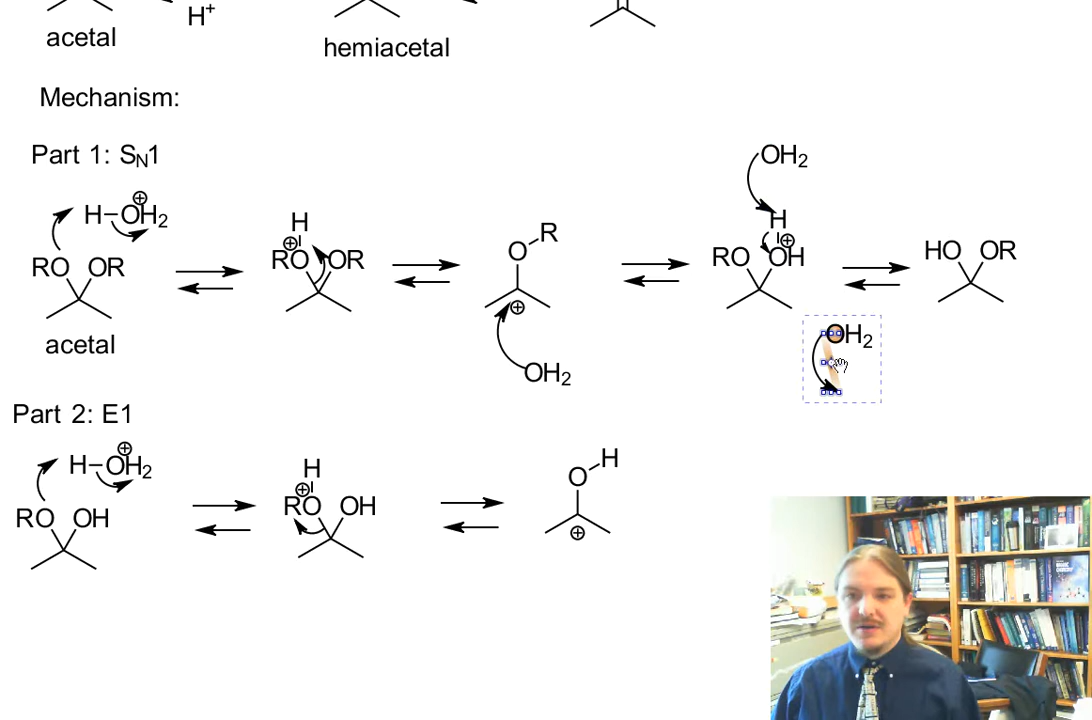 H⁺
acetal
hemiacetal
Mechanism:
Part 1: SN1
OH₂
H–OH₂ ⊕
H
R
H
RO OR
⊕ RO OR
O
RO ⊕ OH
HO OR
⊕
acetal
OH₂
OH₂
Part 2: E1
H–OH₂ ⊕
H
O H
RO OH
⊕ RO OH
⊕